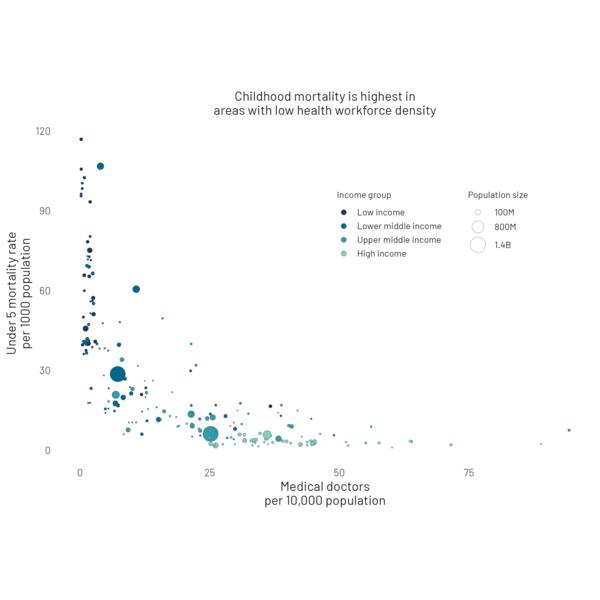 Childhood mortality is highest in
areas with low health workforce density
Under 5 mortality rate
per 1000 population
120
90
60
30
0
Income group
Low income
Lower middle income
Upper middle income
High income
Population size
100M
800M
1.4B
0
25
50
75
Medical doctors
per 10,000 population